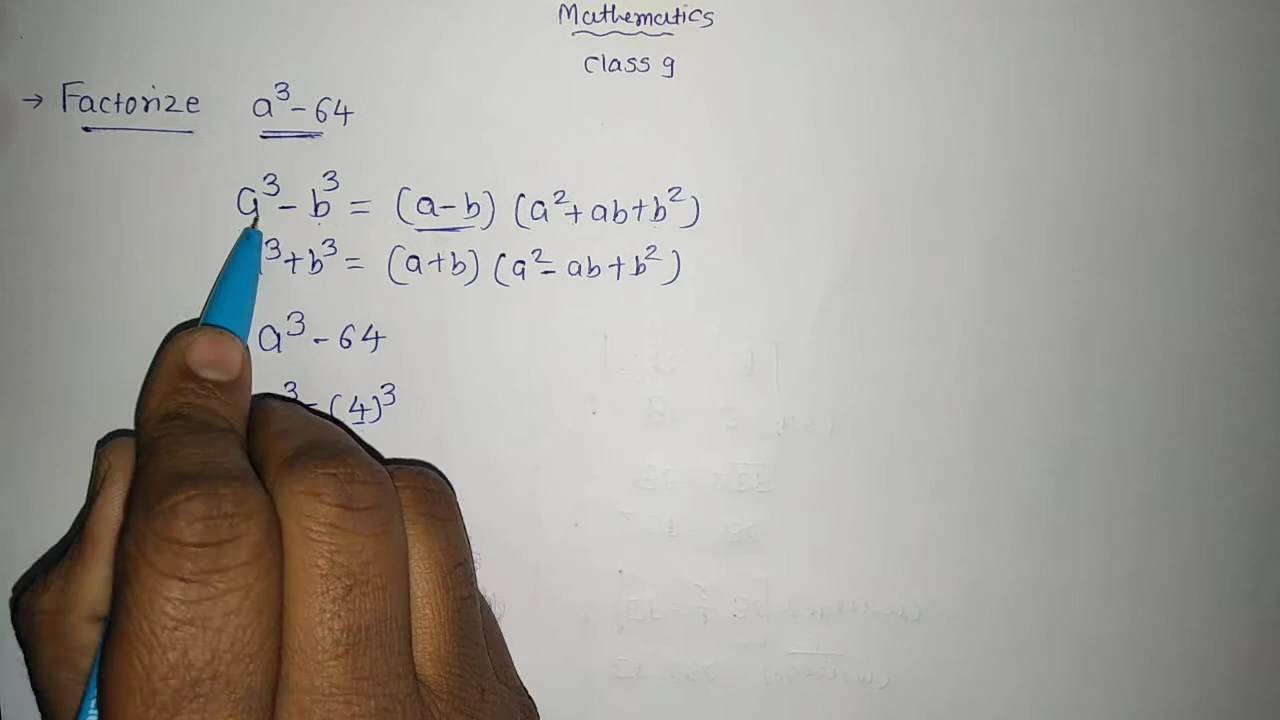 Mathematics
Class 9
→ Factorize a³-64
a³-b³ = (a-b) (a²+ab+b²)
³+b³ = (a+b) (a²-ab+b²)
a³-64
³-(4)³